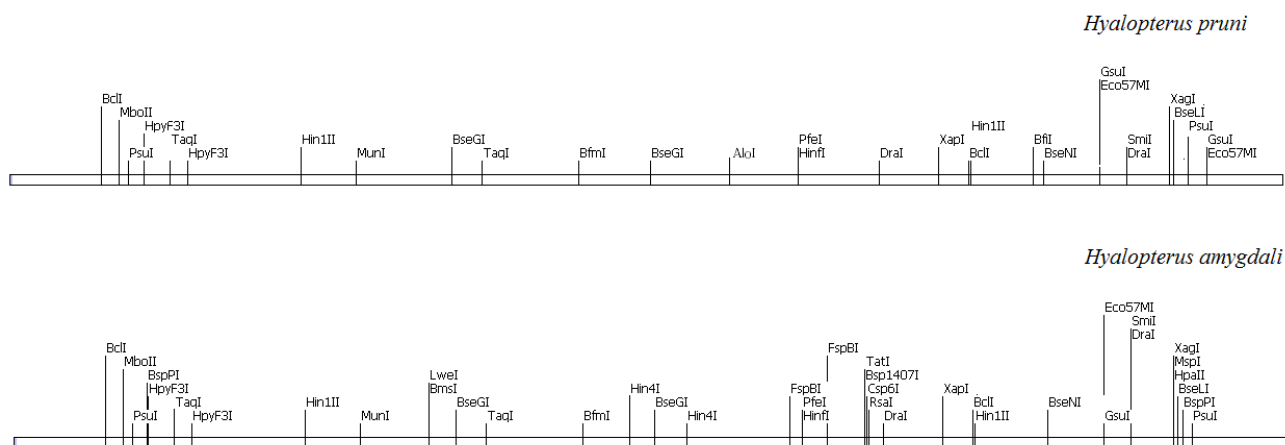 Hyalopterus pruni
GsuI
Eco57MI
BclI
XagI
MboII
BseLI
HpyF3I
Hin1II
PsuI
TaqI
Hin1II
BseGI
PfeI
XapI
BfiI
SmiI
GsuI
PsuI
HpyF3I
MunI
TaqI
BfmI
BseGI
AloI
HinfI
DraI
BclI
BseNI
DraI
Eco57MI
Hyalopterus amygdali
Eco57MI
SmiI
DraI
BclI
FspBI
XagI
MboII
LweI
TatI
MspI
BspPI
Bsp1407I
HpaII
HpyF3I
BmsI
Hin4I
FspBI
Csp6I
BseLI
TaqI
Hin1II
BseGI
BseGI
PfeI
RsaI
XapI
BclI
BseNI
BspPI
PsuI
HpyF3I
MunI
TaqI
BfmI
Hin4I
HinfI
DraI
Hin1II
GsuI
PsuI